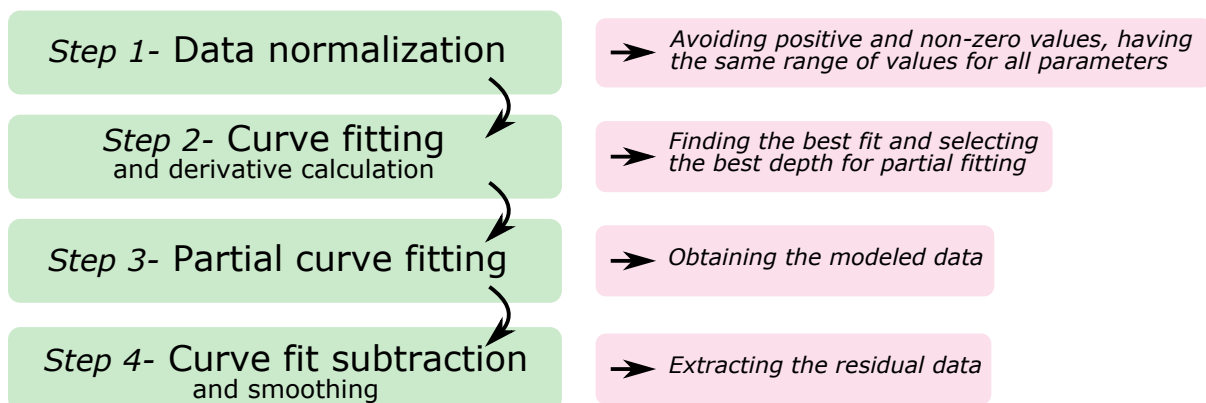 Step 1- Data normalization
Avoiding positive and non-zero values, having
the same range of values for all parameters
Step 2- Curve fitting
and derivative calculation
Finding the best fit and selecting
the best depth for partial fitting
Step 3- Partial curve fitting
Obtaining the modeled data
Step 4- Curve fit subtraction
and smoothing
Extracting the residual data